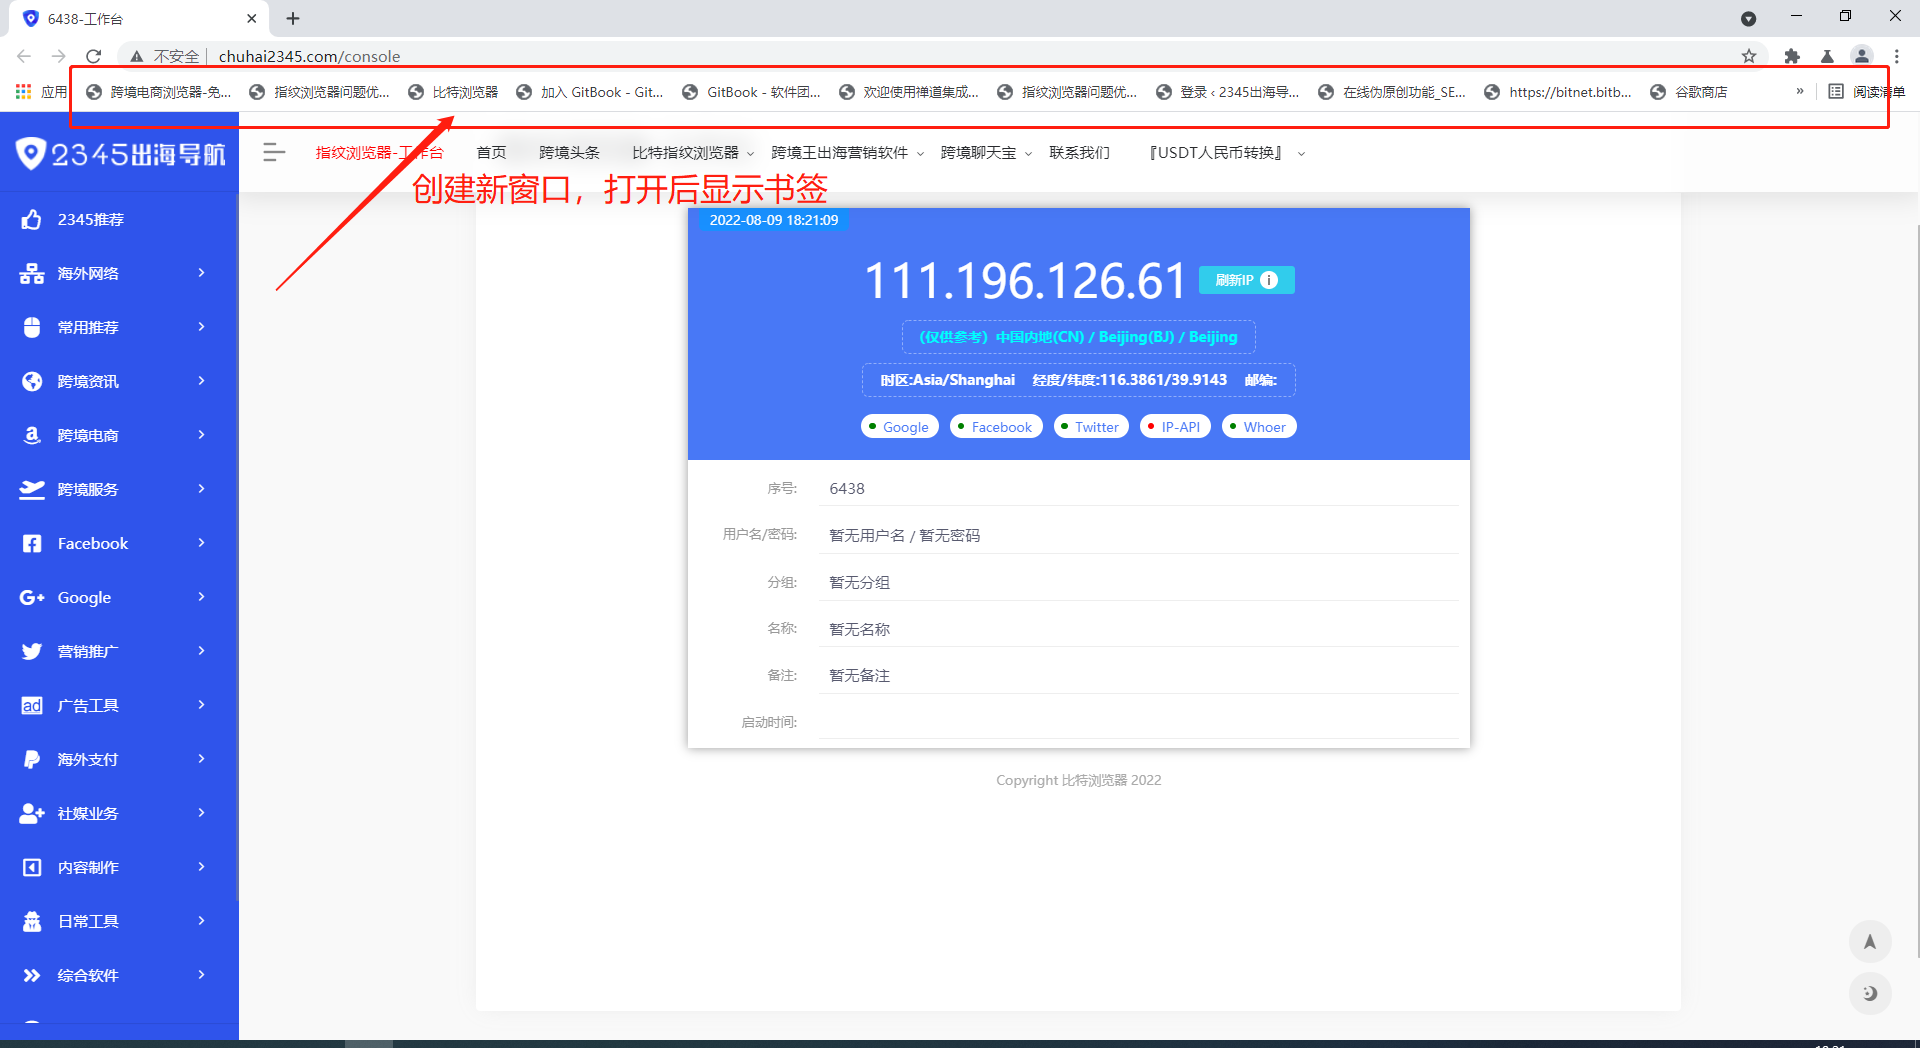 6438-工作台
不安全 chuhai2345.com/console
应用 跨境电商浏览器-免... 指纹浏览器问题优... 比特浏览器 加入 GitBook - Git... GitBook - 软件团... 欢迎使用禅道集成... 指纹浏览器问题优... 登录 ‹ 2345出海导... 在线伪原创功能_SE... https://bitnet.bitb... 谷歌商店 » 阅读清单
2345出海导航
指纹浏览器-工作台 首页 跨境头条 比特指纹浏览器 跨境王出海营销软件 跨境聊天宝 联系我们 『USDT人民币转换』
创建新窗口，打开后显示书签
2345推荐
海外网络
常用推荐
跨境资讯
跨境电商
跨境服务
Facebook
Google
营销推广
广告工具
海外支付
社媒业务
内容制作
日常工具
综合软件
2022-08-09 18:21:09
111.196.126.61 刷新IP
（仅供参考）中国内地(CN) / Beijing(BJ) / Beijing
时区:Asia/Shanghai 经度/纬度:116.3861/39.9143 邮编:
Google Facebook Twitter IP-API Whoer
序号: 6438
用户名/密码: 暂无用户名 / 暂无密码
分组: 暂无分组
名称: 暂无名称
备注: 暂无备注
启动时间:
Copyright 比特浏览器 2022